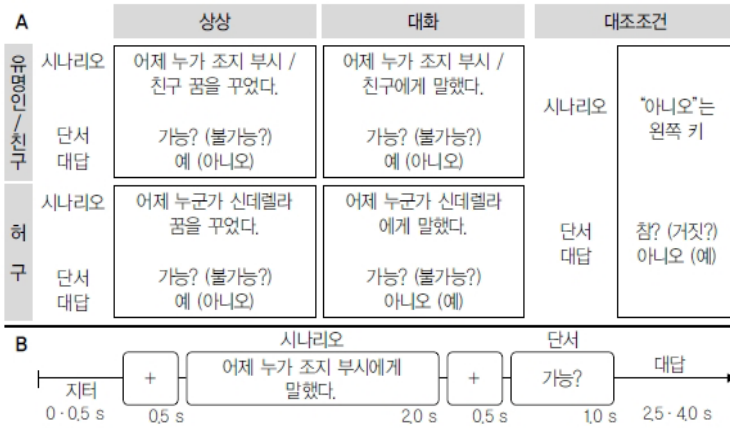 A
상상
대화
대조조건
유명인/친구
시나리오
어제 누가 조지 부시 /
친구 꿈을 꾸었다.
어제 누가 조지 부시 /
친구에게 말했다.
시나리오
"아니오"는
왼쪽 키
단서
대답
가능? (불가능?)
예 (아니오)
가능? (불가능?)
예 (아니오)
허구
시나리오
어제 누군가 신데렐라
꿈을 꾸었다.
어제 누군가 신데렐라
에게 말했다.
단서
대답
참? (거짓?)
아니오 (예)
단서
대답
가능? (불가능?)
예 (아니오)
가능? (불가능?)
아니오 (예)
B
시나리오
단서
지터
+
어제 누가 조지 부시에게
말했다.
+
가능?
대답
0·0.5 s
0.5 s
2.0 s
0.5 s
1.0 s
2.5·4.0 s